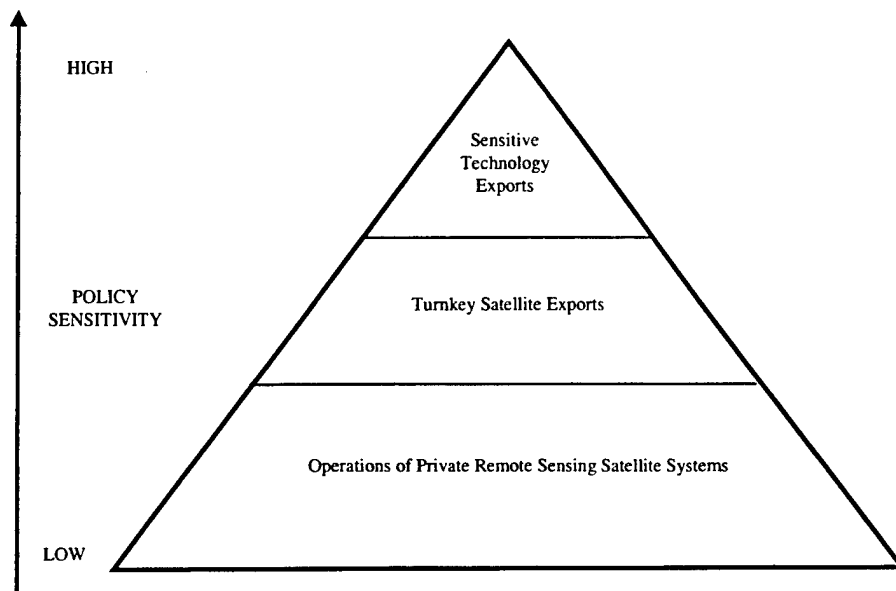 HIGH
Sensitive
Technology
Exports
POLICY
SENSITIVITY
Turnkey Satellite Exports
Operations of Private Remote Sensing Satellite Systems
LOW